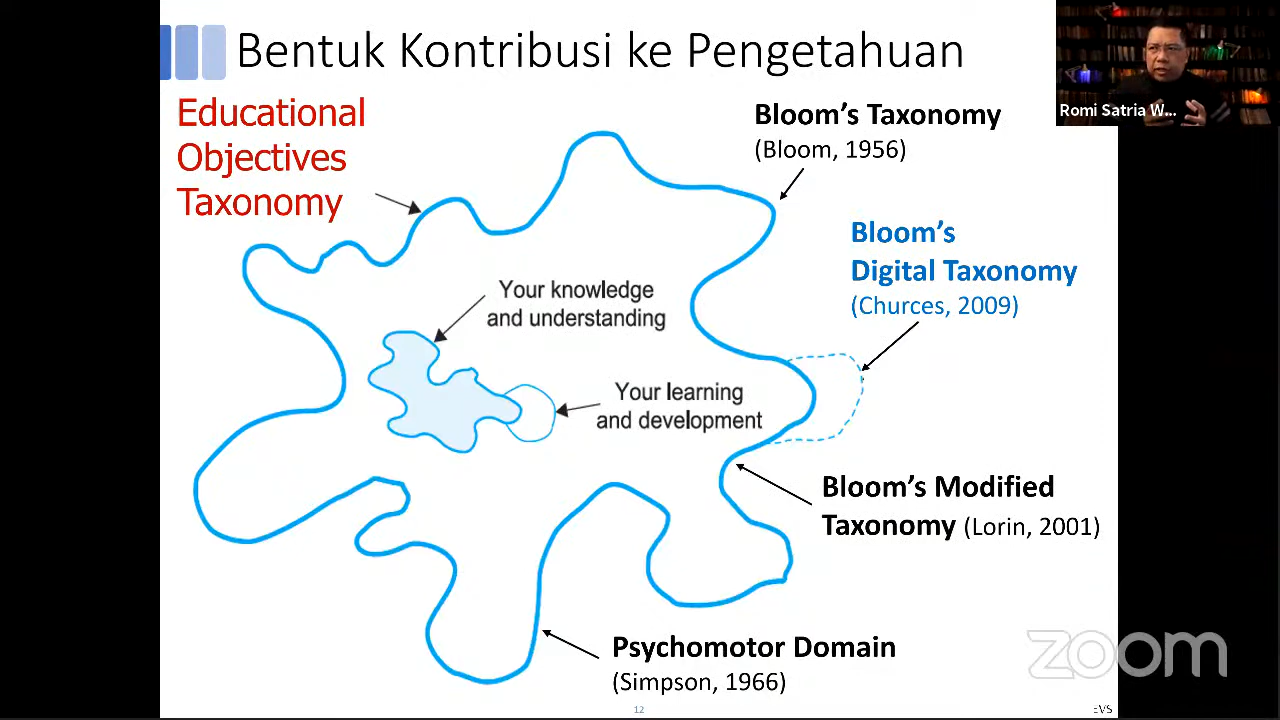 Bentuk Kontribusi ke Pengetahuan
Romi Satria W...
Educational
Objectives
Taxonomy
Bloom's Taxonomy
(Bloom, 1956)
Bloom's
Digital Taxonomy
(Churces, 2009)
Your knowledge
and understanding
Your learning
and development
Bloom's Modified
Taxonomy (Lorin, 2001)
Psychomotor Domain
(Simpson, 1966)
zoom
12
EVS